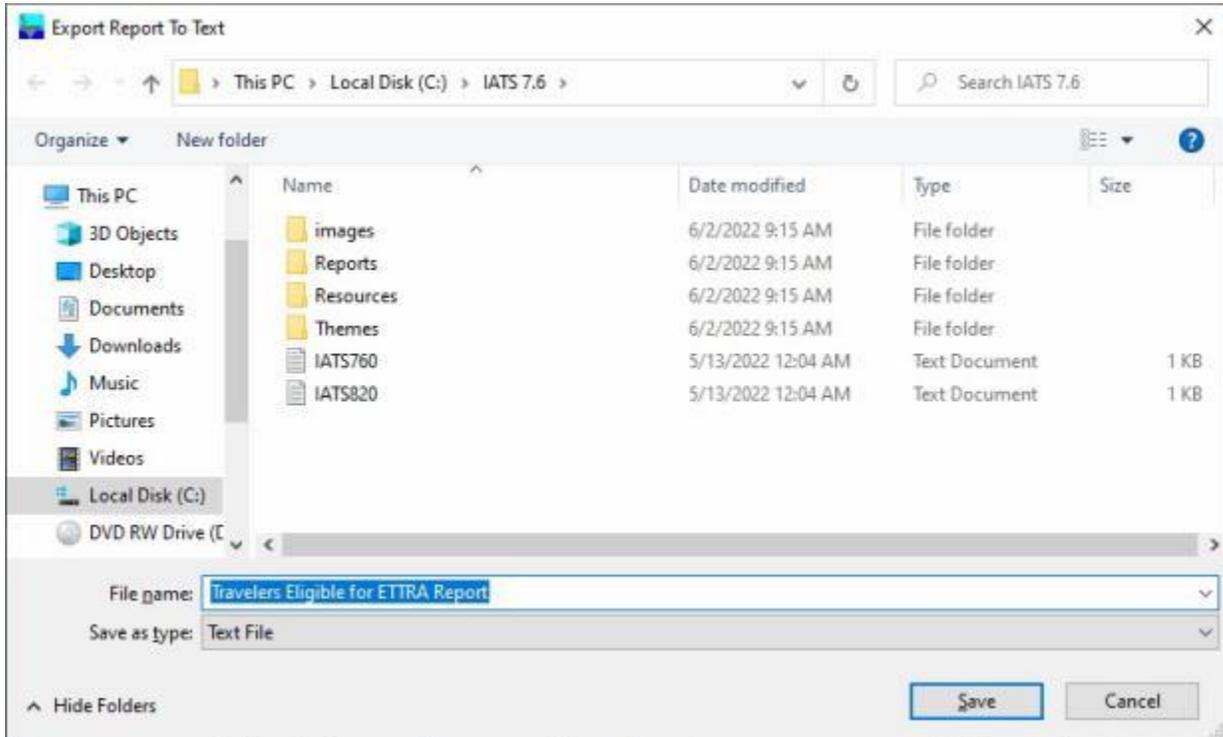 Export Report To Text
This PC > Local Disk (C:) > IATS 7.6 >
Search IATS 7.6
Organize
New folder
Name Date modified Type Size
This PC
3D Objects
Desktop
Documents
Downloads
Music
Pictures
Videos
Local Disk (C:)
DVD RW Drive (D
images 6/2/2022 9:15 AM File folder
Reports 6/2/2022 9:15 AM File folder
Resources 6/2/2022 9:15 AM File folder
Themes 6/2/2022 9:15 AM File folder
IATS760 5/13/2022 12:04 AM Text Document 1 KB
IATS820 5/13/2022 12:04 AM Text Document 1 KB
File name: Travelers Eligible for ETTRA Report
Save as type: Text File
Hide Folders
Save
Cancel